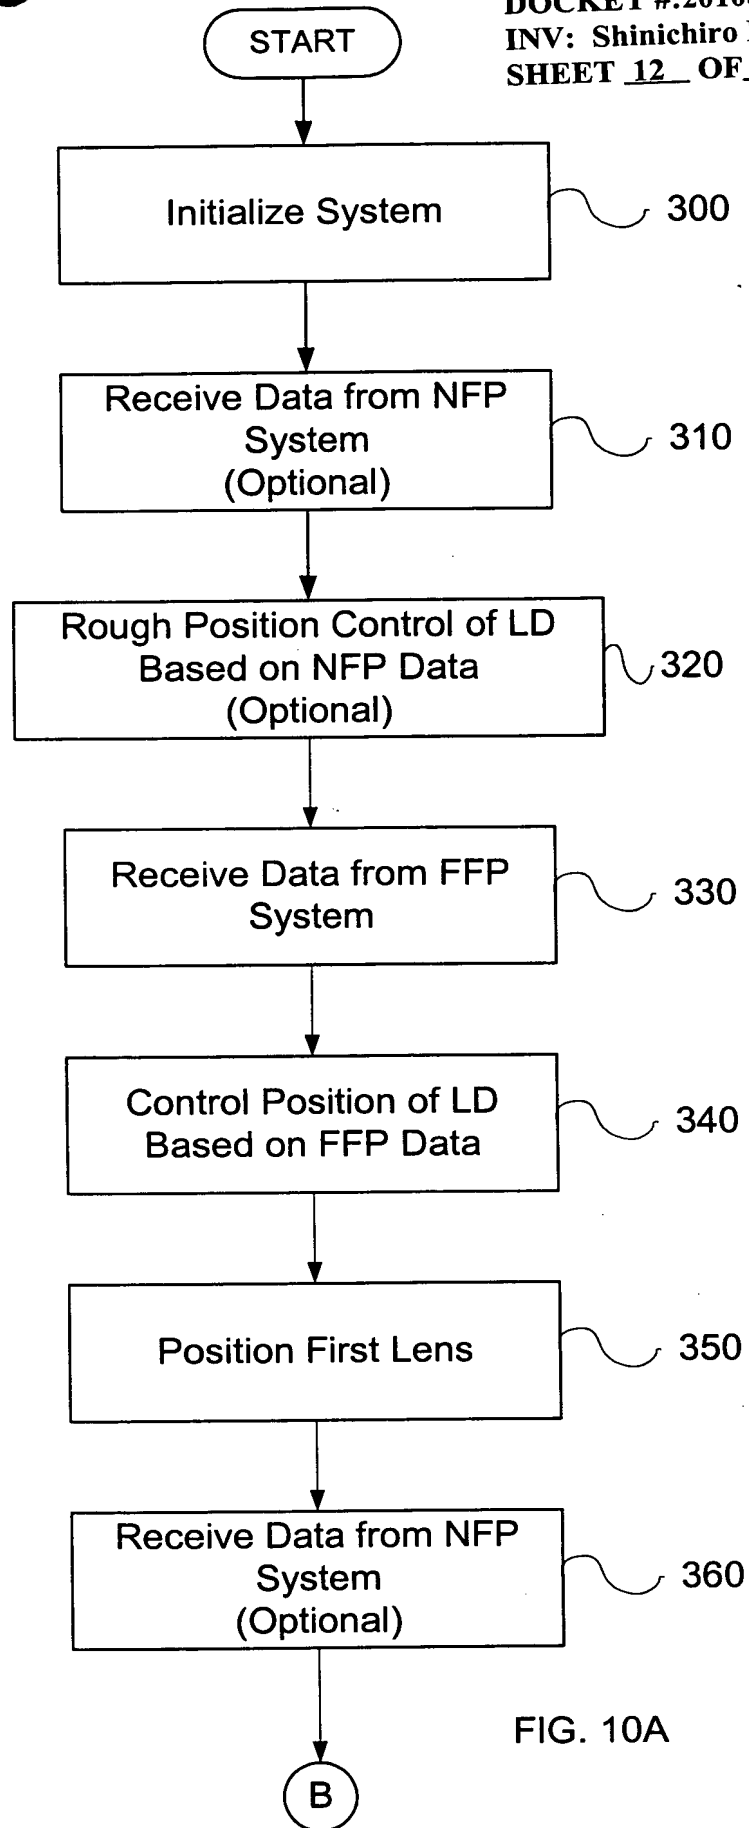 DOCKET #:
INV: Shinichiro
SHEET 12 OF
START
Initialize System
300
Receive Data from NFP
System
(Optional)
310
Rough Position Control of LD
Based on NFP Data
(Optional)
320
Receive Data from FFP
System
330
Control Position of LD
Based on FFP Data
340
Position First Lens
350
Receive Data from NFP
System
(Optional)
360
FIG. 10A
B